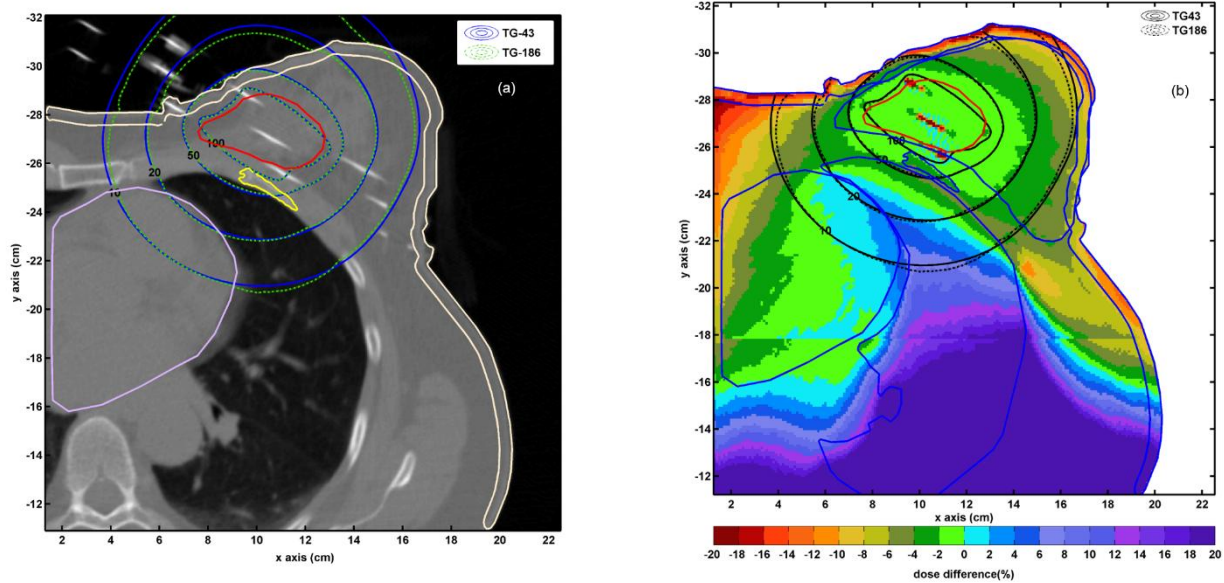 -32
-30
-28
-26
-24
-22
-20
-18
-16
-14
-12
y axis (cm)
2 4 6 8 10 12 14 16 18 20 22
x axis (cm)
TG-43
TG-186
(a)
100
50
20
10
-32
-30
-28
-26
-24
-22
-20
-18
-16
-14
-12
y axis (cm)
2 4 6 8 10 12 14 16 18 20 22
x axis (cm)
TG43
TG186
(b)
100
50
20
10
-20 -18 -16 -14 -12 -10 -8 -6 -4 -2 0 2 4 6 8 10 12 14 16 18 20
dose difference(%)